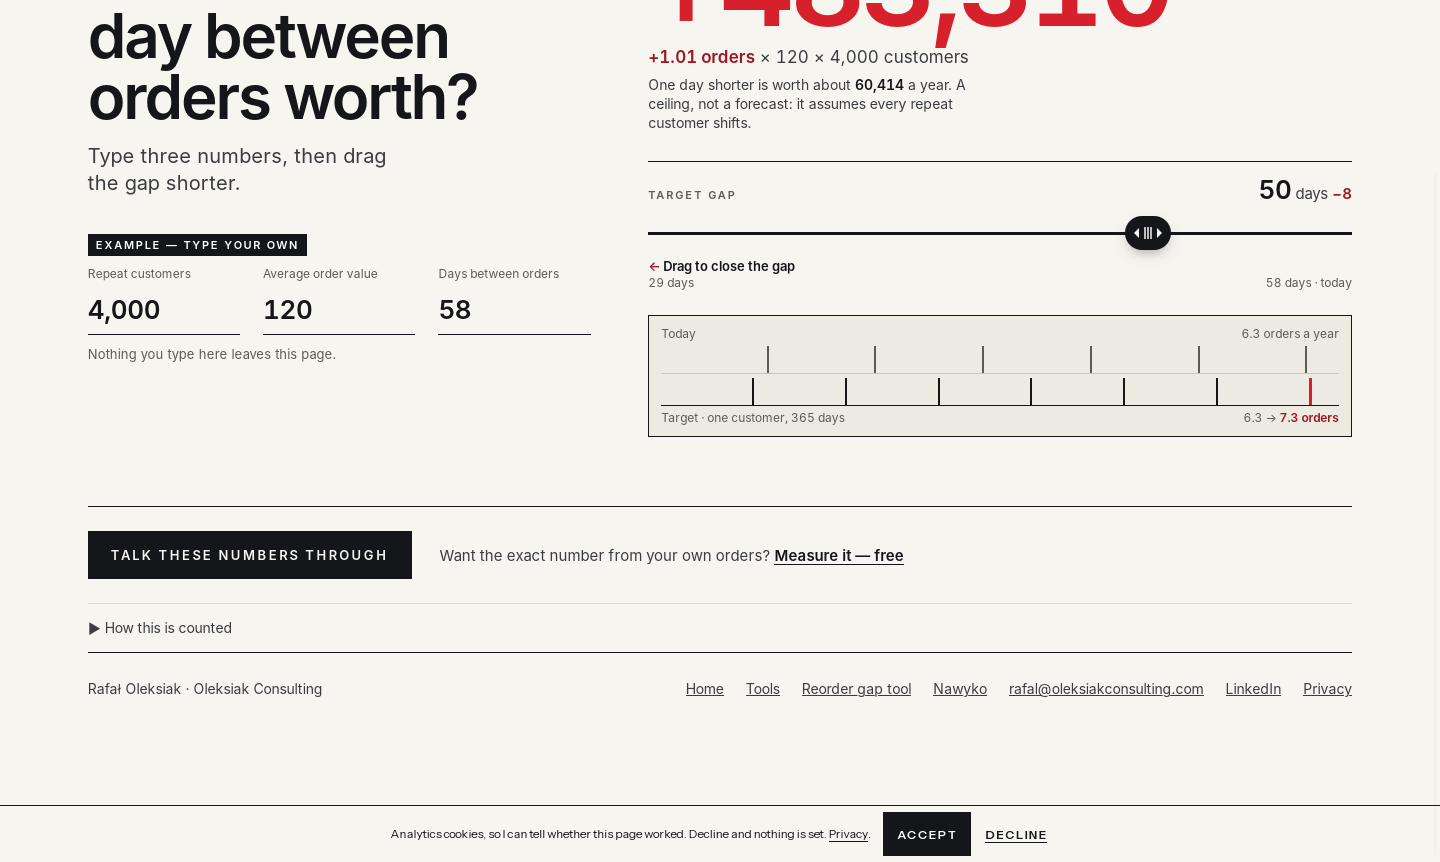 day between
orders worth?
Type three numbers, then drag
the gap shorter.
EXAMPLE — TYPE YOUR OWN
Repeat customers
4,000
Average order value
120
Days between orders
58
Nothing you type here leaves this page.
+483,310
+1.01 orders × 120 × 4,000 customers
One day shorter is worth about 60,414 a year. A
ceiling, not a forecast: it assumes every repeat
customer shifts.
TARGET GAP
50 days −8
← Drag to close the gap
29 days
58 days · today
Today
6.3 orders a year
Target · one customer, 365 days
6.3 → 7.3 orders
TALK THESE NUMBERS THROUGH
Want the exact number from your own orders? Measure it — free
▶ How this is counted
Rafał Oleksiak · Oleksiak Consulting
Home Tools Reorder gap tool Nawyko rafal@oleksiakconsulting.com LinkedIn Privacy
Analytics cookies, so I can tell whether this page worked. Decline and nothing is set. Privacy.
ACCEPT
DECLINE